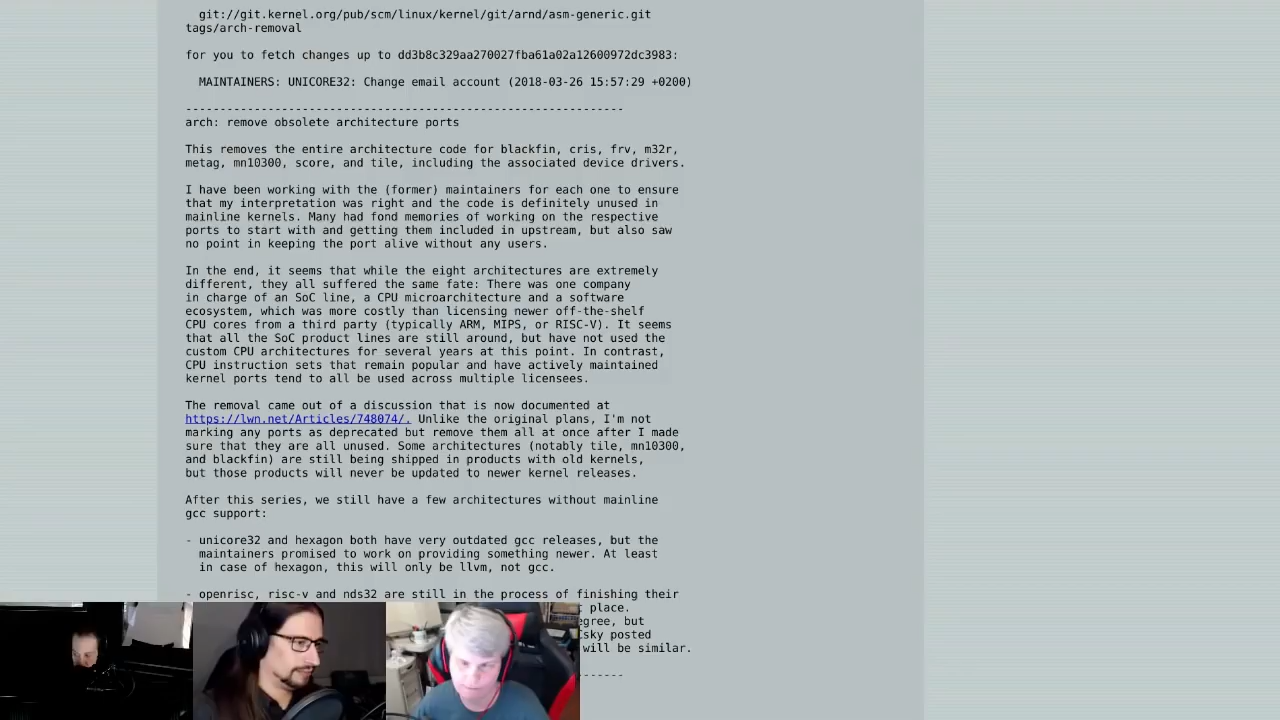 git://git.kernel.org/pub/scm/linux/kernel/git/arnd/asm-generic.git
tags/arch-removal
for you to fetch changes up to dd3b8c329aa270027fba61a02a12600972dc3983:
MAINTAINERS: UNICORE32: Change email account (2018-03-26 15:57:29 +0200)
----------------------------------------------------------------
arch: remove obsolete architecture ports
This removes the entire architecture code for blackfin, cris, frv, m32r,
metag, mn10300, score, and tile, including the associated device drivers.
I have been working with the (former) maintainers for each one to ensure
that my interpretation was right and the code is definitely unused in
mainline kernels. Many had fond memories of working on the respective
ports to start with and getting them included in upstream, but also saw
no point in keeping the port alive without any users.
In the end, it seems that while the eight architectures are extremely
different, they all suffered the same fate: There was one company
in charge of an SoC line, a CPU microarchitecture and a software
ecosystem, which was more costly than licensing newer off-the-shelf
CPU cores from a third party (typically ARM, MIPS, or RISC-V). It seems
that all the SoC product lines are still around, but have not used the
custom CPU architectures for several years at this point. In contrast,
CPU instruction sets that remain popular and have actively maintained
kernel ports tend to all be used across multiple licensees.
The removal came out of a discussion that is now documented at
https://lwn.net/Articles/748074/. Unlike the original plans, I'm not
marking any ports as deprecated but remove them all at once after I made
sure that they are all unused. Some architectures (notably tile, mn10300,
and blackfin) are still being shipped in products with old kernels,
but those products will never be updated to newer kernel releases.
After this series, we still have a few architectures without mainline
gcc support:
- unicore32 and hexagon both have very outdated gcc releases, but the
maintainers promised to work on providing something newer. At least
in case of hexagon, this will only be llvm, not gcc.
- openrisc, risc-v and nds32 are still in the process of finishing their
t place.
egree, but
Csky posted
will be similar.
-------